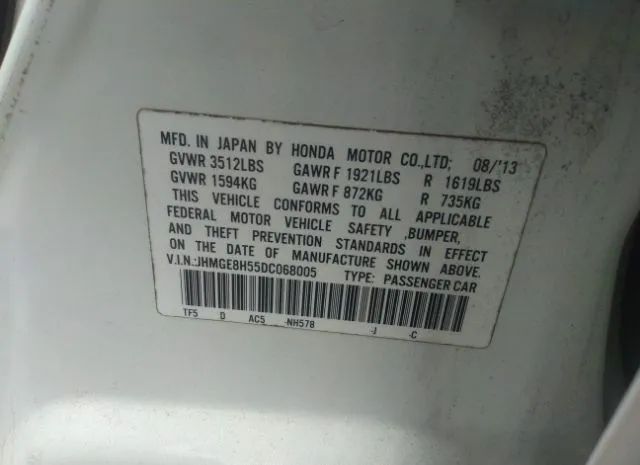 MFD. IN JAPAN BY HONDA MOTOR CO.,LTD; 08/'13
GVWR 3512LBS GAWR F 1921LBS R 1619LBS
GVWR 1594KG GAWR F 872KG R 735KG
THIS VEHICLE CONFORMS TO ALL APPLICABLE
FEDERAL MOTOR VEHICLE SAFETY ,BUMPER,
AND THEFT PREVENTION STANDARDS IN EFFECT
ON THE DATE OF MANUFACTURE SHOWN ABOVE.
V.I.N.:JHMGE8H55DC068005 TYPE: PASSENGER CAR
TF5 D AC5 -NH578 -J -C